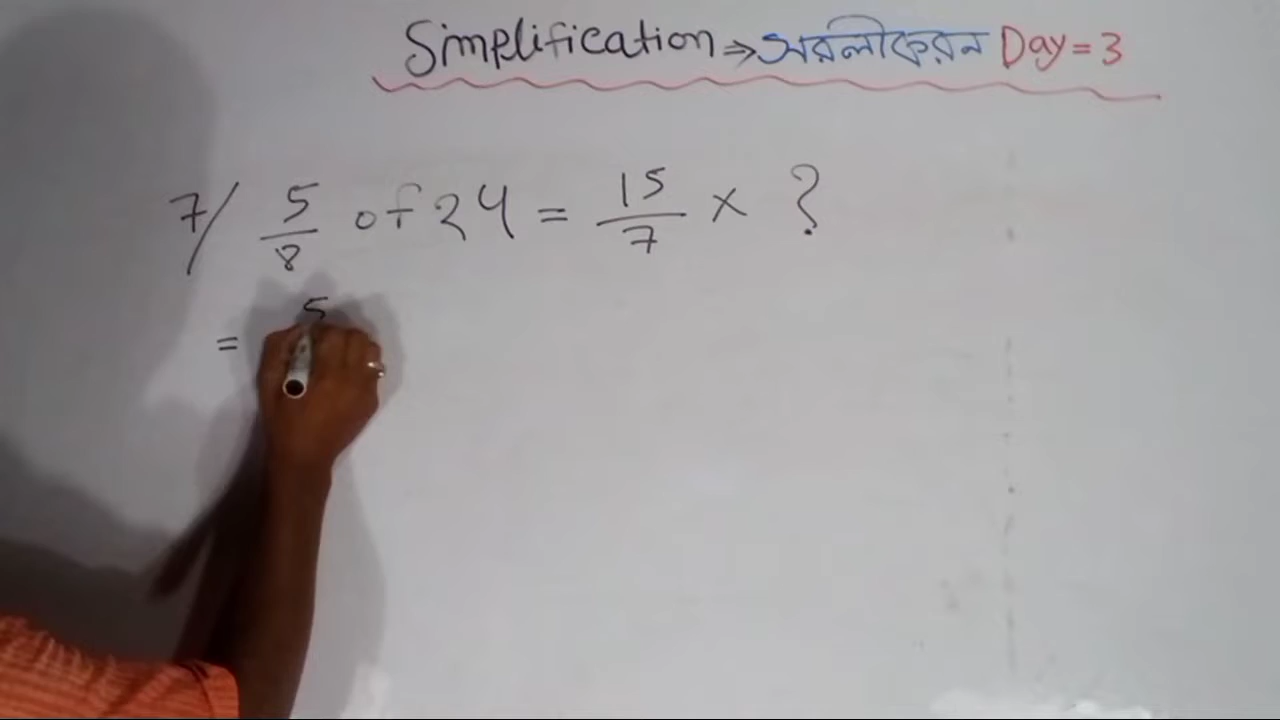 Simplification ⇒ সরলীকরন Day = 3
7/ 5/8 of 24 = 15/7 × ?
= 5